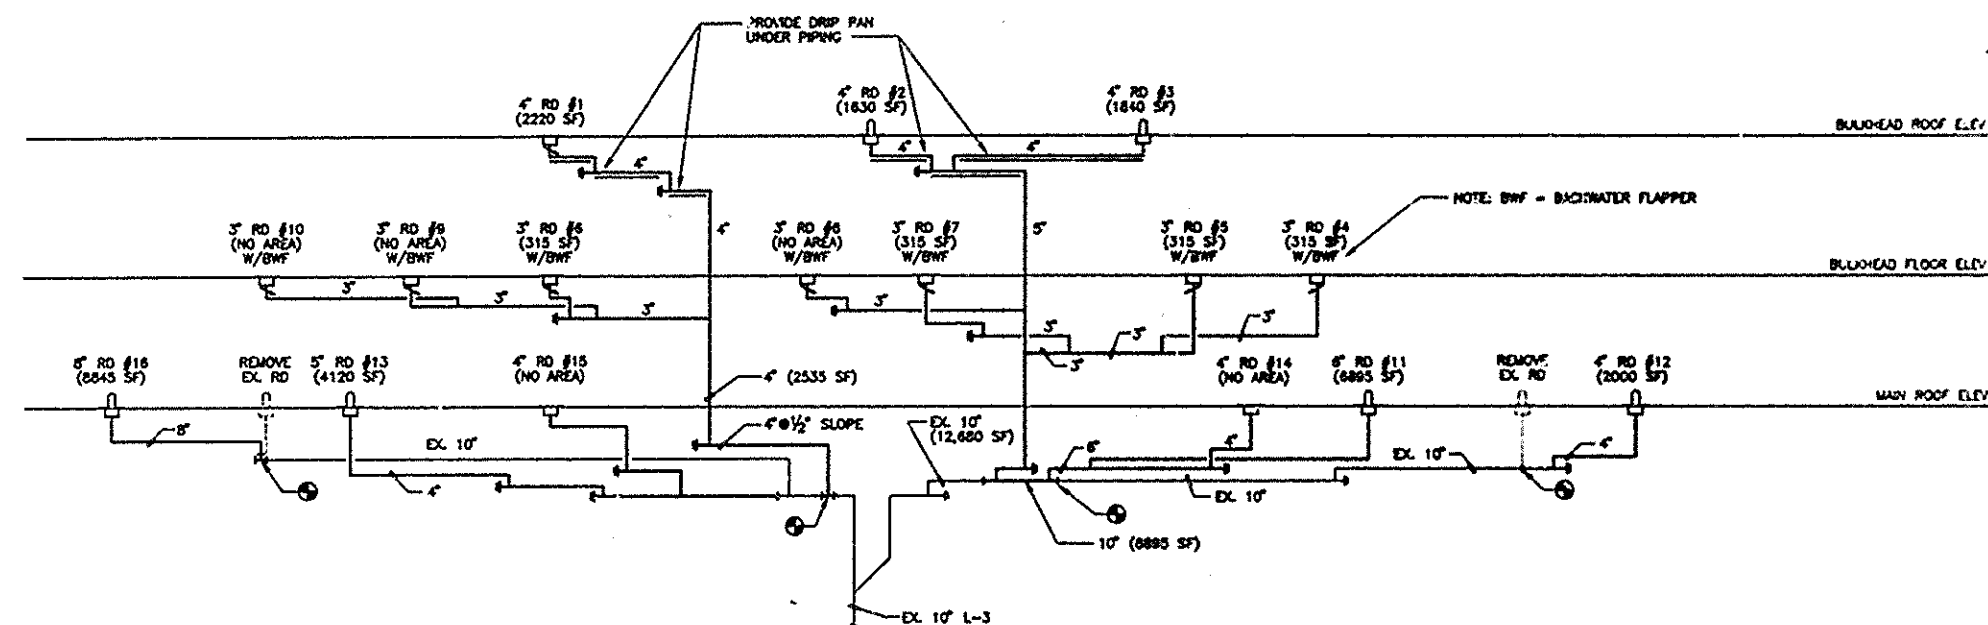 PROVIDE DRIP PAN
UNDER PIPING
4" RD #1
(2220 SF)
4" RD #2
(1630 SF)
4" RD #3
(1840 SF)
BULKHEAD ROOF ELEV
4"
4"
4"
NOTE: BWF = BACKWATER FLAPPER
3" RD #10
(NO AREA)
W/BWF
3" RD #9
(NO AREA)
W/BWF
3" RD #6
(315 SF)
W/BWF
4"
3" RD #8
(NO AREA)
W/BWF
3" RD #7
(315 SF)
W/BWF
5"
3" RD #5
(315 SF)
W/BWF
3" RD #4
(315 SF)
W/BWF
BULKHEAD FLOOR ELEV
3"
3"
3"
3"
3"
3"
3"
3"
8" RD #16
(8845 SF)
REMOVE
EX. RD
5" RD #13
(4120 SF)
4" RD #15
(NO AREA)
4" (2535 SF)
4" RD #14
(NO AREA)
6" RD #11
(6895 SF)
REMOVE
EX. RD
4" RD #12
(2000 SF)
MAIN ROOF ELEV
8"
EX. 10"
4" @ ½" SLOPE
EX. 10"
(12,680 SF)
6"
4"
EX. 10"
4"
4"
EX. 10"
10" (8895 SF)
EX. 10" L-3